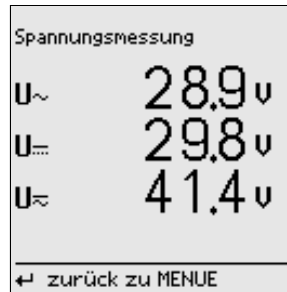 Spannungsmessung
U~ 28.9 V
U⎓ 29.8 V
U≂ 41.4 V
↵ zurück zu MENUE